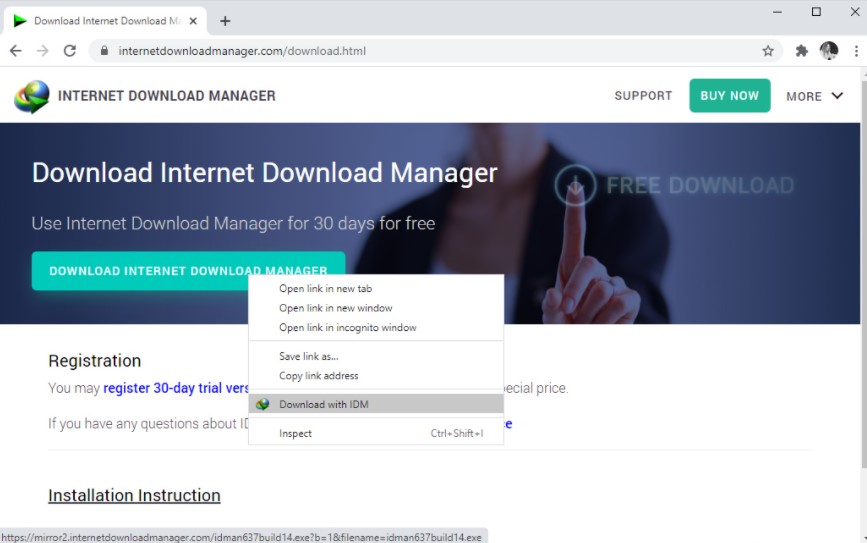 Download Internet Download Ma
internetdownloadmanager.com/download.html
INTERNET DOWNLOAD MANAGER
SUPPORT
BUY NOW
MORE
Download Internet Download Manager
FREE DOWNLOAD
Use Internet Download Manager for 30 days for free
DOWNLOAD INTERNET DOWNLOAD MANAGER
Open link in new tab
Open link in new window
Open link in incognito window
Save link as...
Copy link address
Download with IDM
Inspect Ctrl+Shift+I
Registration
You may register 30-day trial vers ecial price.
If you have any questions about ID e
Installation Instruction
https://mirror2.internetdownloadmanager.com/idman637build14.exe?b=1&filename=idman637build14.exe